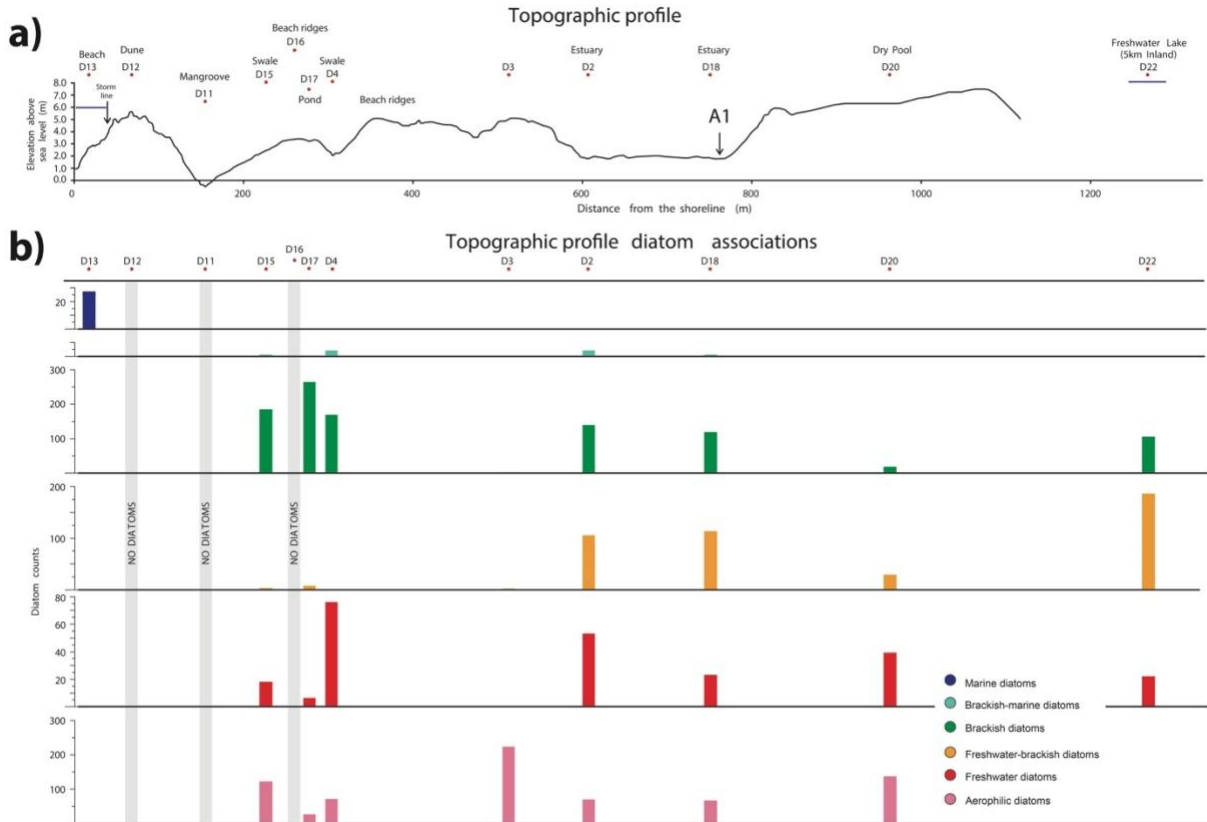 a)
Topographic profile
Beach
D13
Dune
D12
Mangroove
D11
Swale
D15
Beach ridges
D16
D17
Pond
Swale
D4
Beach ridges
D3
Estuary
D2
Estuary
D18
Dry Pool
D20
Freshwater Lake
(5km Inland)
D22
Storm
line
A1
Elevation above
sea level (m)
8.0
7.0
6.0
5.0
4.0
3.0
2.0
1.0
0.0
0 200 400 600 800 1000 1200
Distance from the shoreline (m)
b)
Topographic profile diatom associations
D13 D12 D11 D15 D16 D17 D4 D3 D2 D18 D20 D22
20
300
200
100
200
100
NO DIATOMS
NO DIATOMS
NO DIATOMS
Diatom counts
80
60
40
20
300
200
100
Marine diatoms
Brackish-marine diatoms
Brackish diatoms
Freshwater-brackish diatoms
Freshwater diatoms
Aerophilic diatoms